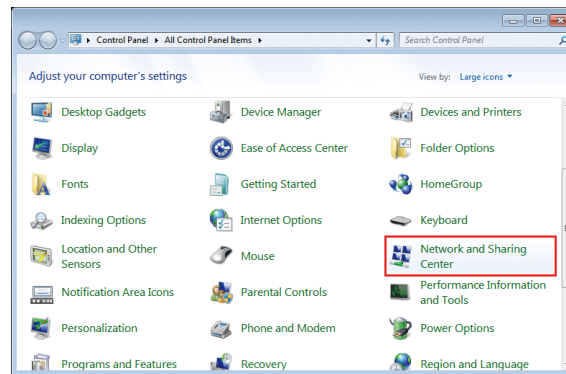 Control Panel ▸ All Control Panel Items ▸ Search Control Panel
Adjust your computer's settings View by: Large icons
Desktop Gadgets Device Manager Devices and Printers
Display Ease of Access Center Folder Options
Fonts Getting Started HomeGroup
Indexing Options Internet Options Keyboard
Location and Other Sensors Mouse Network and Sharing Center
Notification Area Icons Parental Controls Performance Information and Tools
Personalization Phone and Modem Power Options
Programs and Features Recovery Region and Language